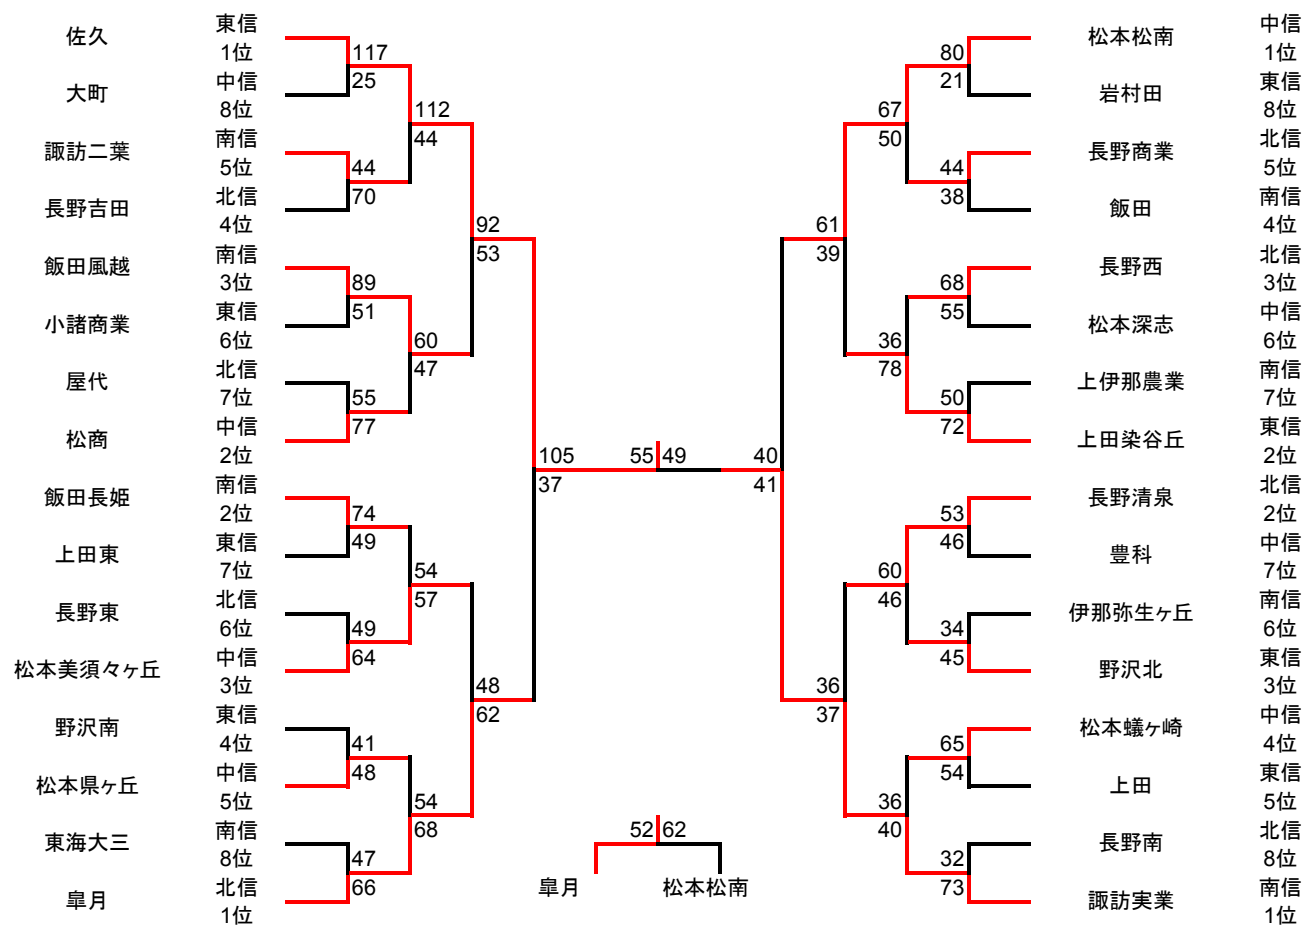 佐久 東信 1位 117
大町 中信 8位 25
112
44
諏訪二葉 南信 5位 44
長野吉田 北信 4位 70
92
53
飯田風越 南信 3位 89
小諸商業 東信 6位 51
60
47
屋代 北信 7位 55
松商 中信 2位 77
105
37
飯田長姫 南信 2位 74
上田東 東信 7位 49
54
57
長野東 北信 6位 49
松本美須々ヶ丘 中信 3位 64
48
62
野沢南 東信 4位 41
松本県ヶ丘 中信 5位 48
54
68
東海大三 南信 8位 47
皐月 北信 1位 66
55 49
52 62
皐月 松本松南
80 松本松南 中信 1位
21 岩村田 東信 8位
67
50
44 長野商業 北信 5位
38 飯田 南信 4位
61
39
68 長野西 北信 3位
55 松本深志 中信 6位
36
78
50 上伊那農業 南信 7位
72 上田染谷丘 東信 2位
40
41
53 長野清泉 北信 2位
46 豊科 中信 7位
60
46
34 伊那弥生ヶ丘 南信 6位
45 野沢北 東信 3位
36
37
65 松本蟻ヶ崎 中信 4位
54 上田 東信 5位
36
40
32 長野南 北信 8位
73 諏訪実業 南信 1位